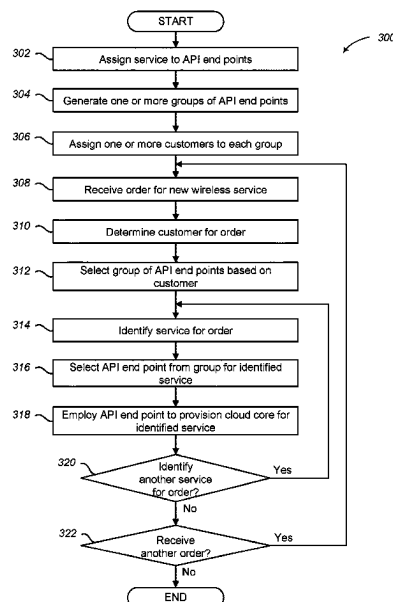 START
300
302
Assign service to API end points
304
Generate one or more groups of API end points
306
Assign one or more customers to each group
308
Receive order for new wireless service
310
Determine customer for order
312
Select group of API end points based on
customer
314
Identify service for order
316
Select API end point from group for identified
service
318
Employ API end point to provision cloud core for
identified service
320
Identify
another service
for order?
Yes
No
322
Receive
another order?
Yes
No
END